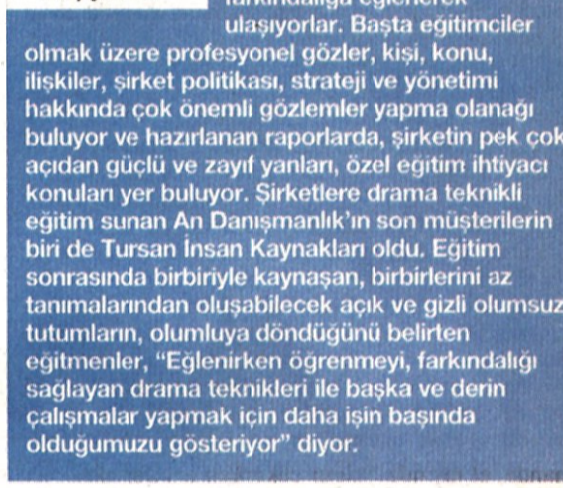 farkındalığa eğlenerek
ulaşıyorlar. Başta eğitimciler
olmak üzere profesyonel gözler, kişi, konu,
ilişkiler, şirket politikası, strateji ve yönetimi
hakkında çok önemli gözlemler yapma olanağı
buluyor ve hazırlanan raporlarda, şirketin pek çok
açıdan güçlü ve zayıf yanları, özel eğitim ihtiyacı
konuları yer buluyor. Şirketlere drama teknikli
eğitim sunan An Danışmanlık'ın son müşterilerin
biri de Tursan İnsan Kaynakları oldu. Eğitim
sonrasında birbiriyle kaynaşan, birbirlerini az
tanımalarından oluşabilecek açık ve gizli olumsuz
tutumların, olumluya döndüğünü belirten
eğitmenler, “Eğlenirken öğrenmeyi, farkındalığı
sağlayan drama teknikleri ile başka ve derin
çalışmalar yapmak için daha işin başında
olduğumuzu gösteriyor” diyor.